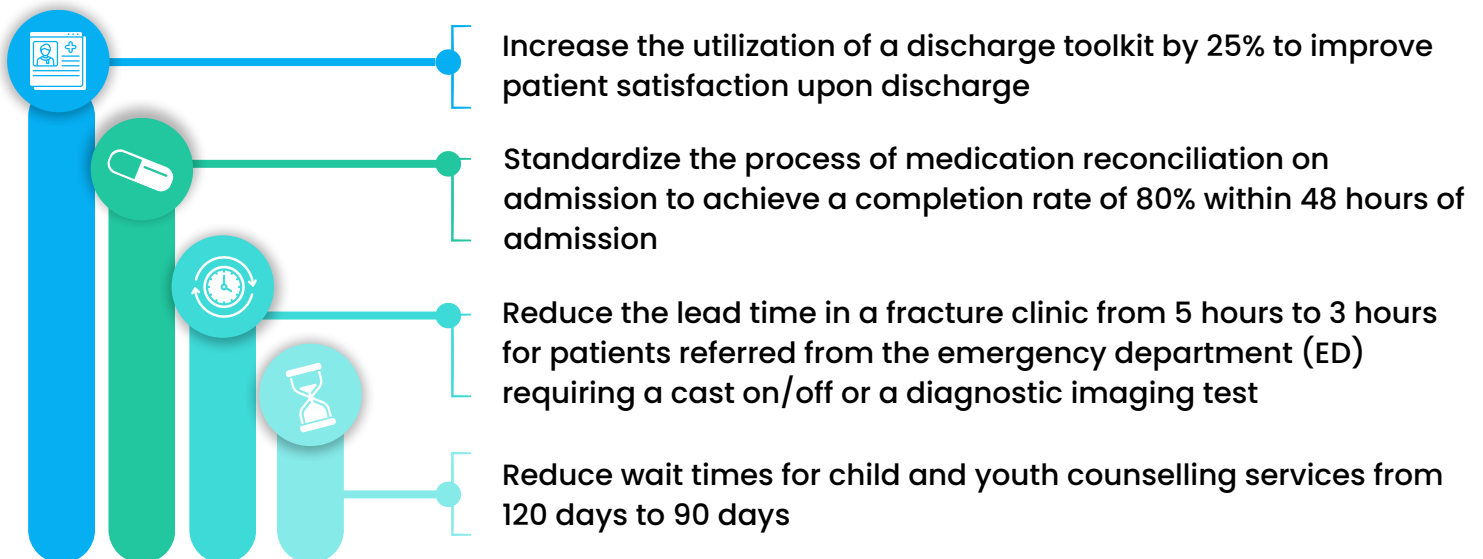 Increase the utilization of a discharge toolkit by 25% to improve
patient satisfaction upon discharge
Standardize the process of medication reconciliation on
admission to achieve a completion rate of 80% within 48 hours of
admission
Reduce the lead time in a fracture clinic from 5 hours to 3 hours
for patients referred from the emergency department (ED)
requiring a cast on/off or a diagnostic imaging test
Reduce wait times for child and youth counselling services from
120 days to 90 days